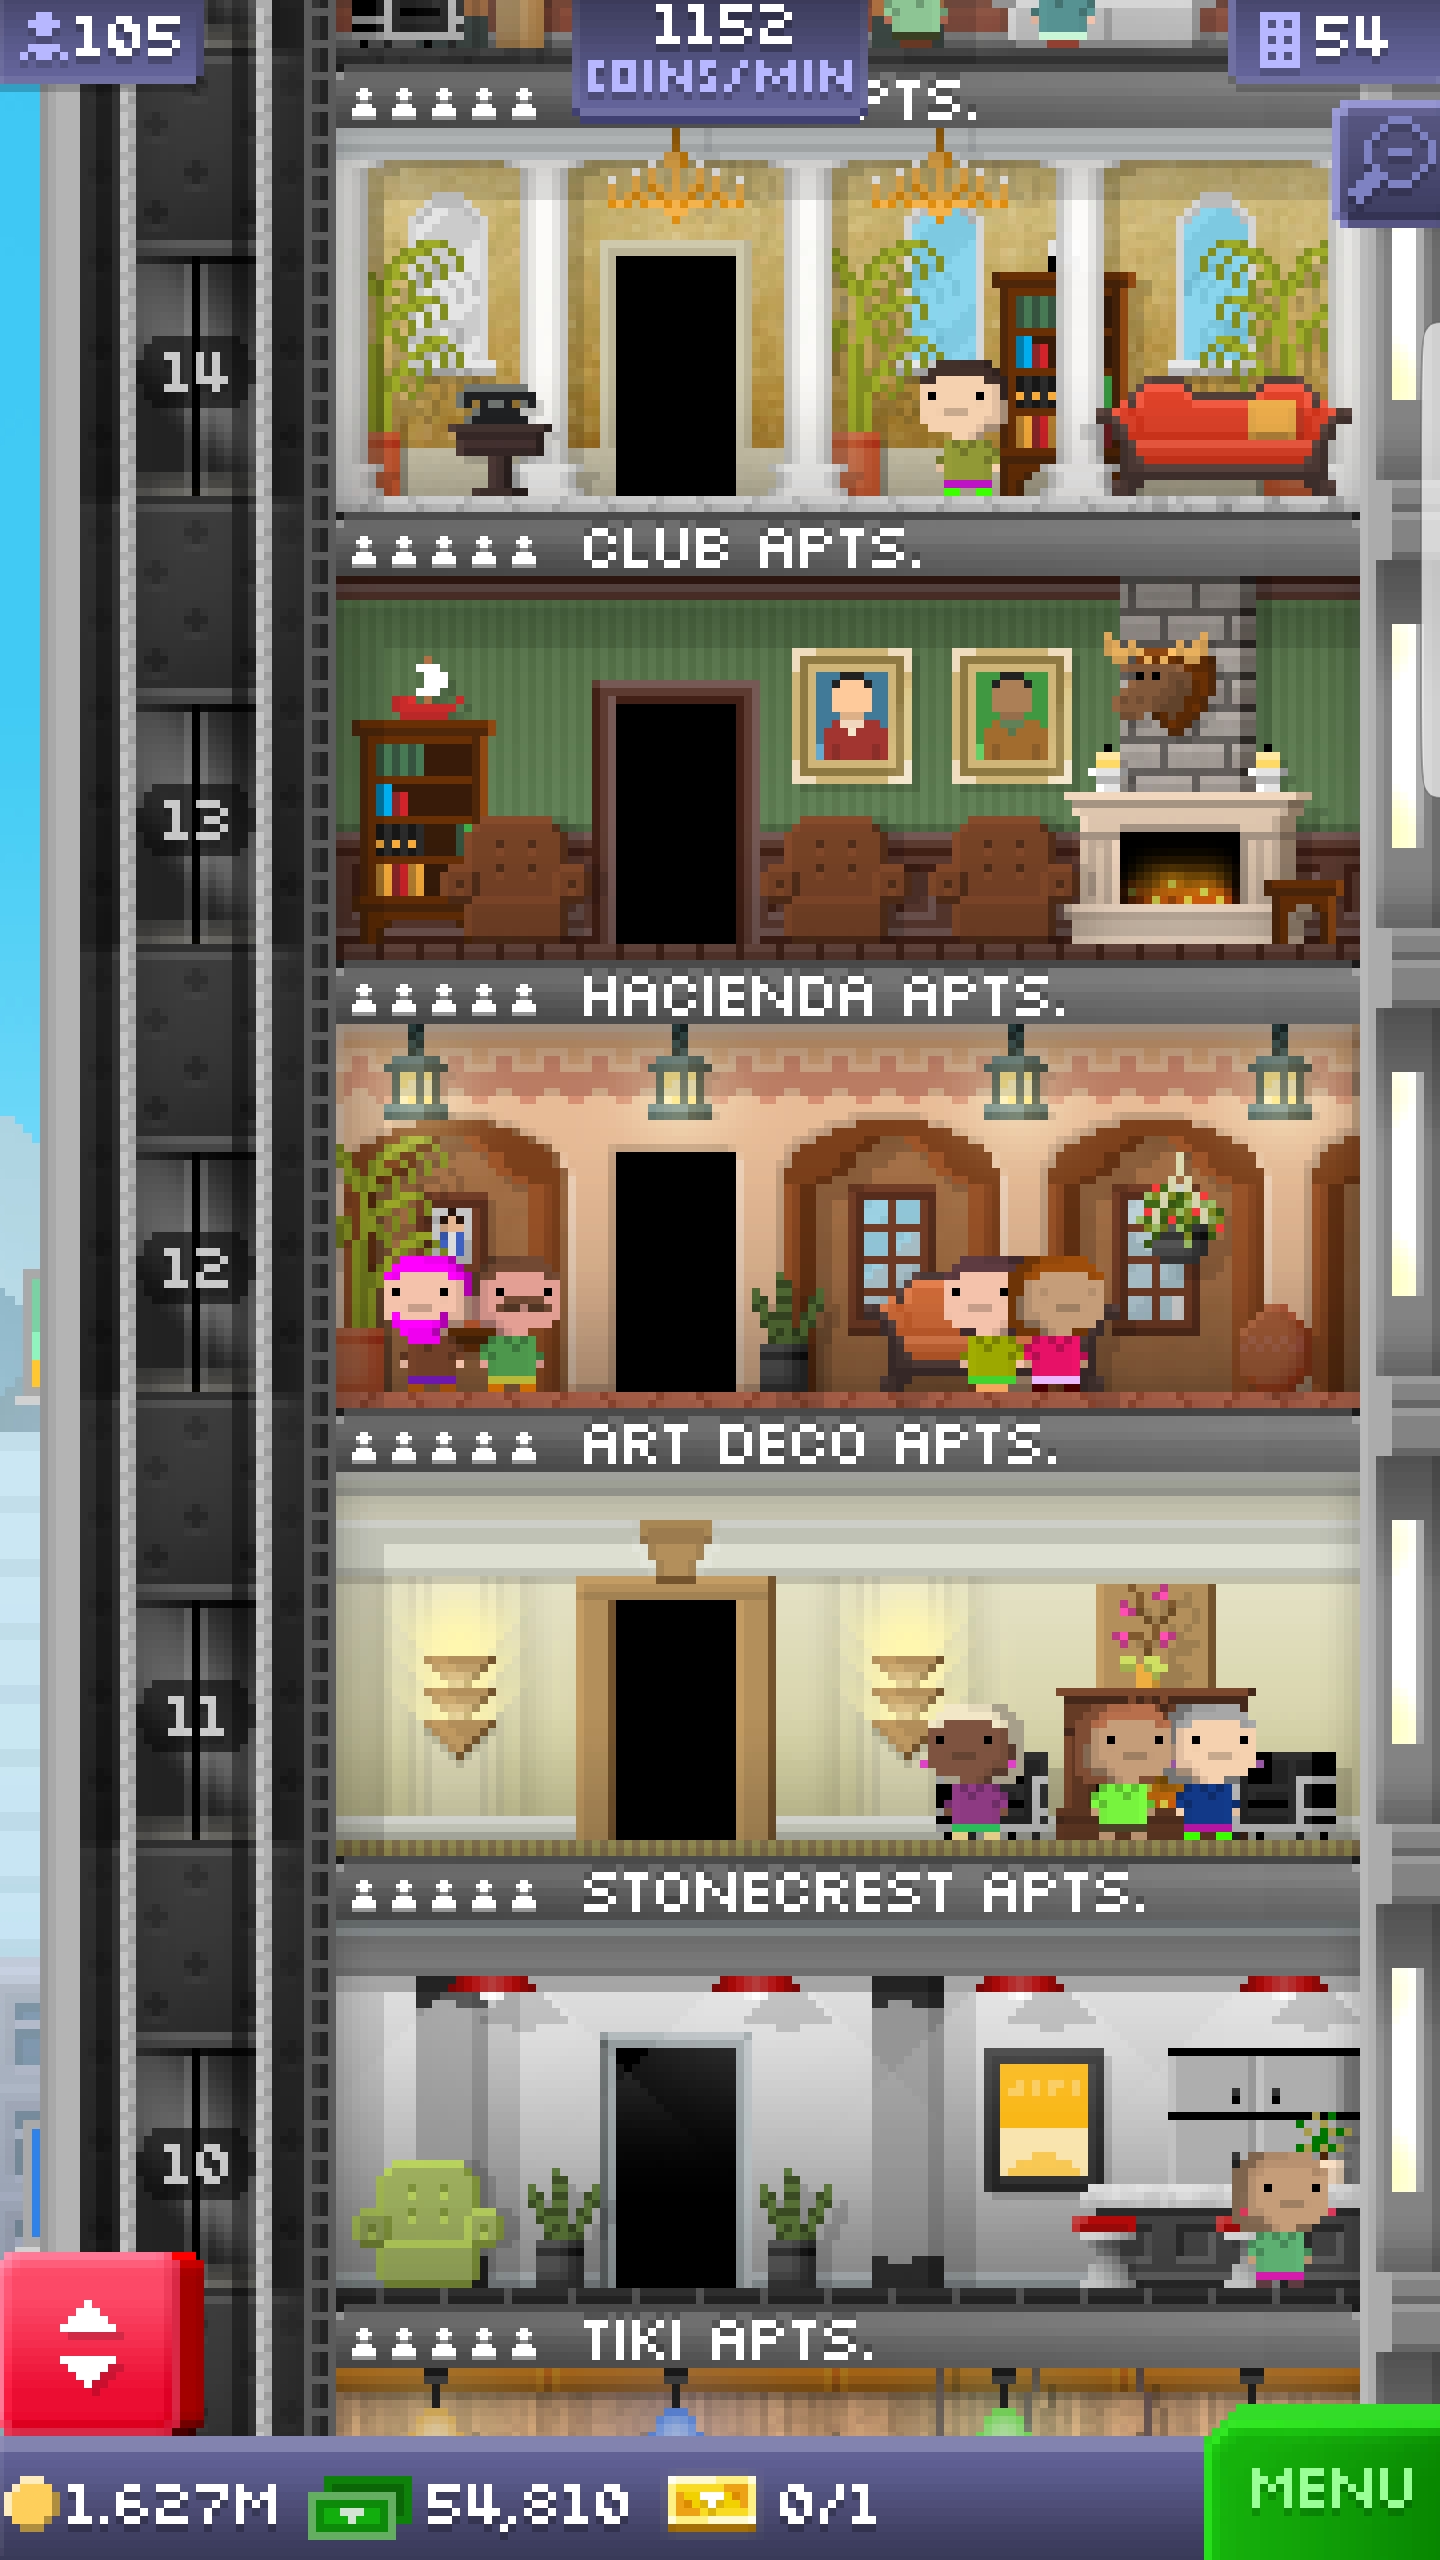 105
1152
COINS/MIN
54
PTS.
14
CLUB APTS.
13
HACIENDA APTS.
12
ART DECO APTS.
11
STONECREST APTS.
10
TIKI APTS.
1.627M
54,810
0/1
MENU